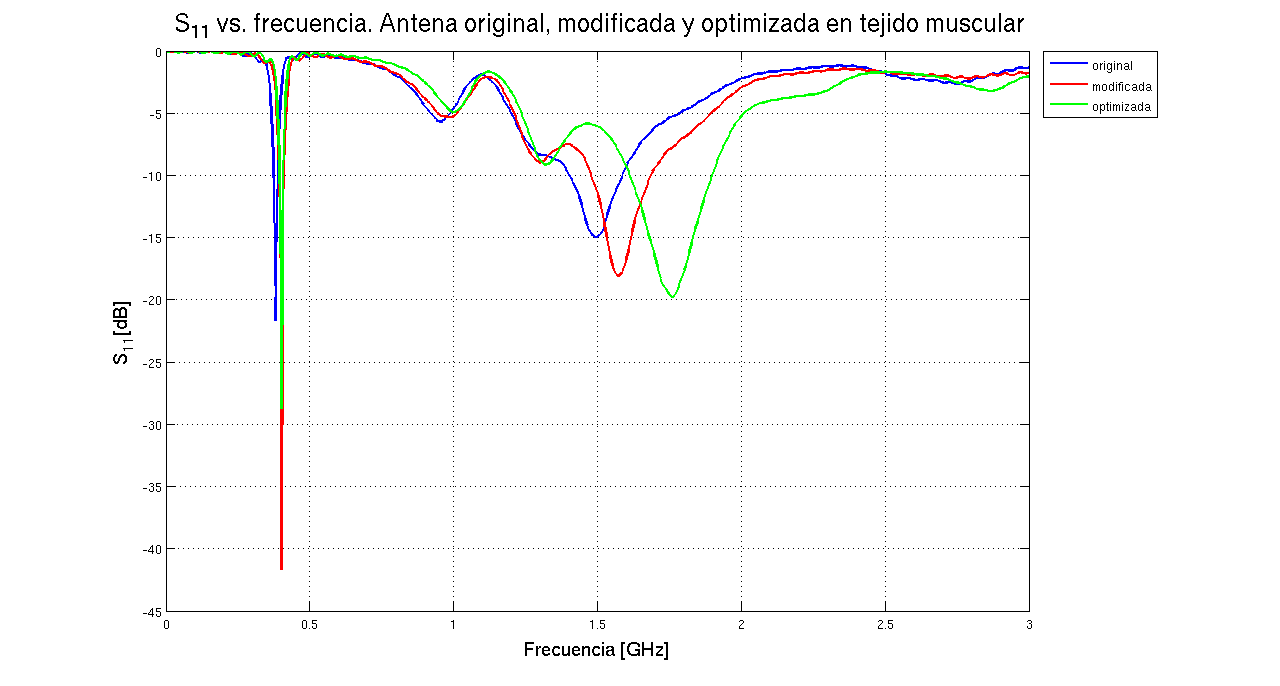 S11 vs. frecuencia. Antena original, modificada y optimizada en tejido muscular
original
modificada
optimizada
0
-5
-10
-15
-20
-25
-30
-35
-40
-45
S11 [dB]
0 0.5 1 1.5 2 2.5 3
Frecuencia [GHz]